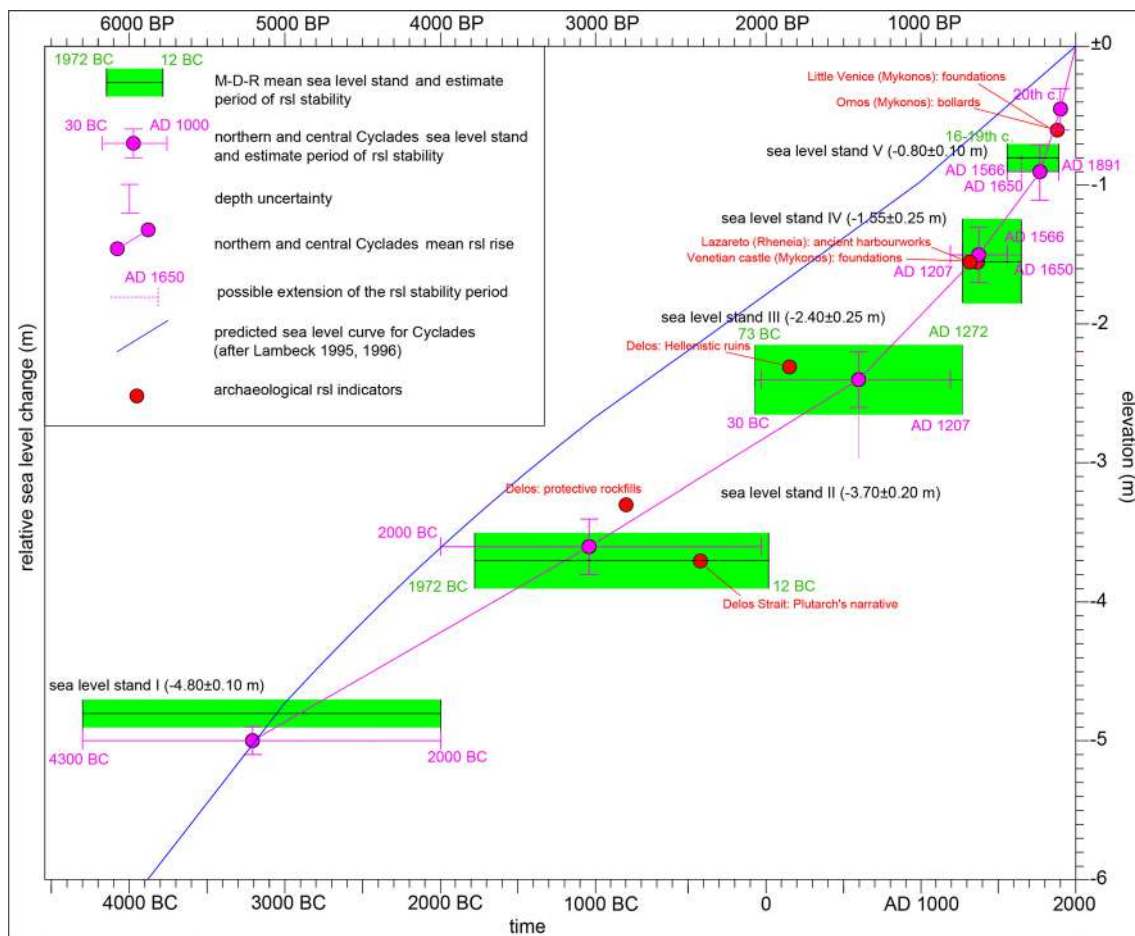 6000 BP 5000 BP 4000 BP 3000 BP 2000 BP 1000 BP
1972 BC 12 BC
M-D-R mean sea level stand and estimate
period of rsl stability
30 BC AD 1000
northern and central Cyclades sea level stand
and estimate period of rsl stability
depth uncertainty
northern and central Cyclades mean rsl rise
AD 1650
possible extension of the rsl stability period
predicted sea level curve for Cyclades
(after Lambeck 1995, 1996)
archaeological rsl indicators
relative sea level change (m)
Little Venice (Mykonos): foundations
20th c.
Ornos (Mykonos): bollards
16-19th c.
sea level stand V (-0.80±0.10 m)
AD 1566
AD 1891
AD 1650
sea level stand IV (-1.55±0.25 m)
AD 1566
Lazareto (Rheneia): ancient harbourworks
Venetian castle (Mykonos): foundations
AD 1207
AD 1650
sea level stand III (-2.40±0.25 m)
73 BC
AD 1272
Delos: Hellenistic ruins
30 BC
AD 1207
Delos: protective rockfills
sea level stand II (-3.70±0.20 m)
2000 BC
1972 BC
12 BC
Delos Strait: Plutarch's narrative
sea level stand I (-4.80±0.10 m)
4300 BC
2000 BC
±0
-1
-2
-3
-4
-5
-6
elevation (m)
4000 BC 3000 BC 2000 BC 1000 BC 0 AD 1000 2000
time